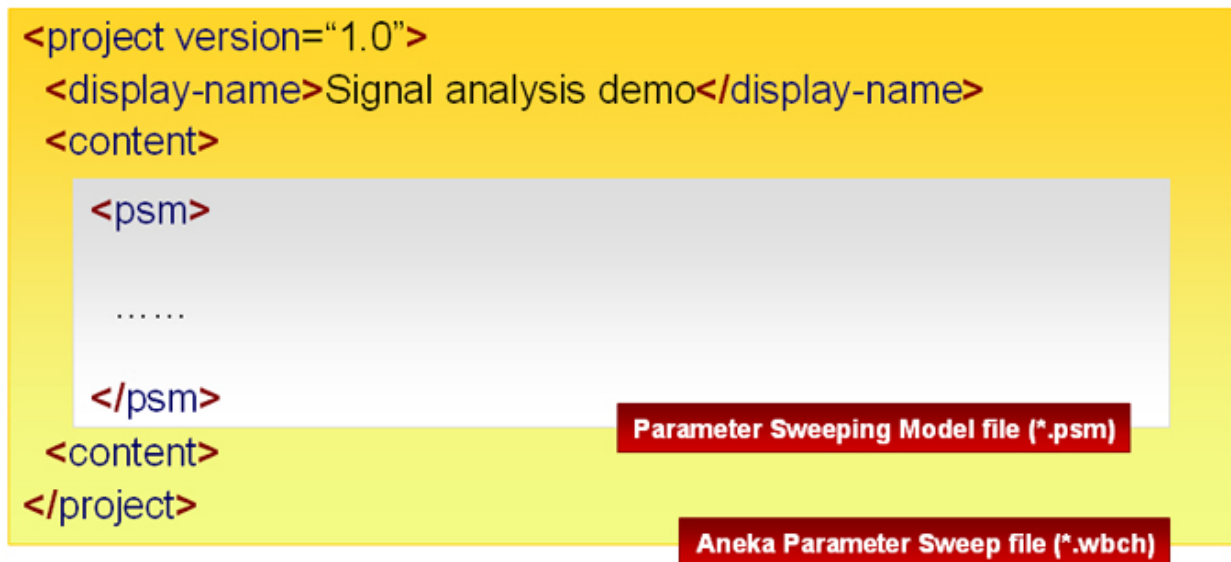 <project version=“1.0”>
<display-name>Signal analysis demo</display-name>
<content>
<psm>
……
</psm>
Parameter Sweeping Model file (*.psm)
<content>
</project>
Aneka Parameter Sweep file (*.wbch)